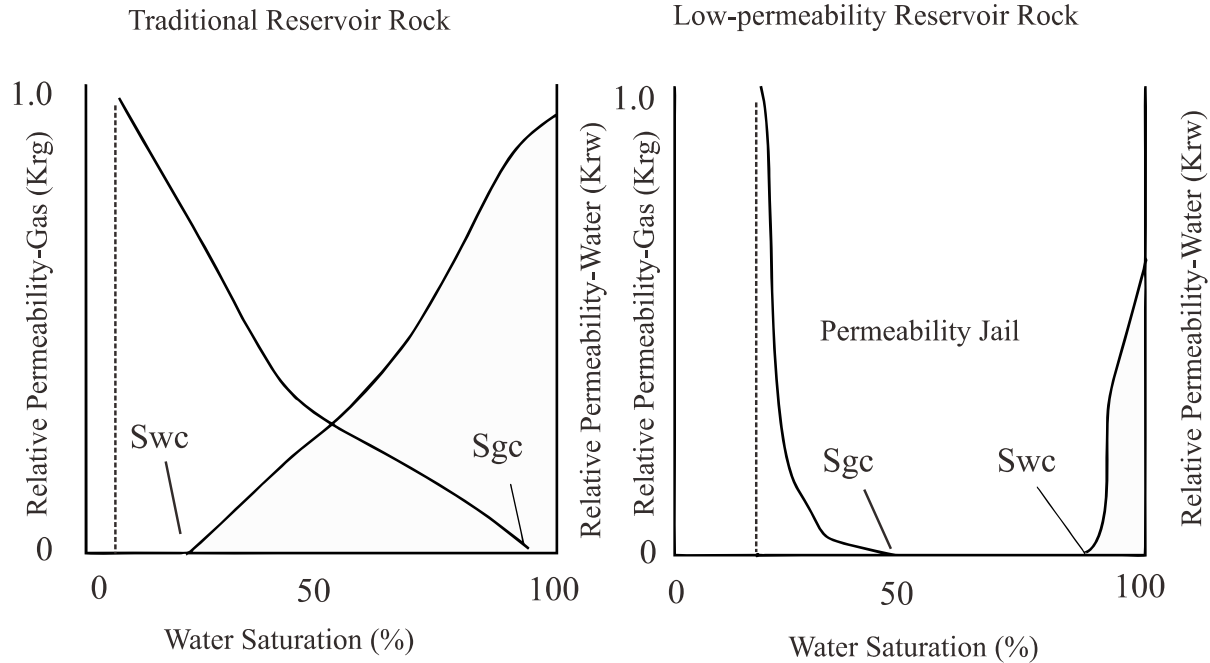 Traditional Reservoir Rock
Low-permeability Reservoir Rock
1.0
Relative Permeability-Gas (Krg)
Swc
Sgc
0
0
50
100
Water Saturation (%)
Relative Permeability-Water (Krw)
1.0
Relative Permeability-Gas (Krg)
Permeability Jail
Sgc
Swc
0
0
50
100
Water Saturation (%)
Relative Permeability-Water (Krw)